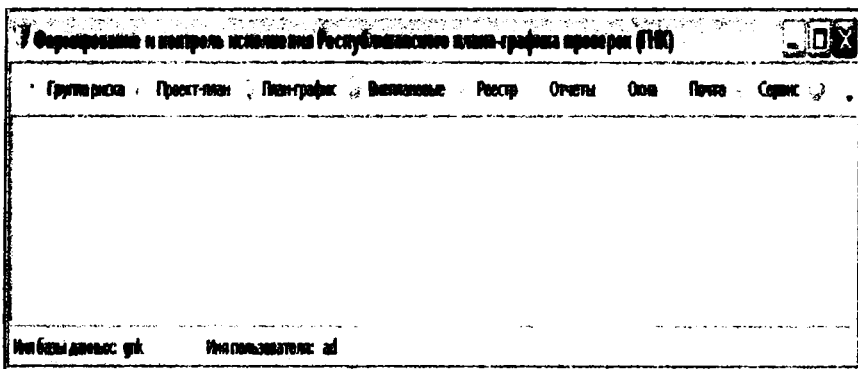 Формирование и контроль исполнения Республиканского плана-графика проверок (ГНК)
Группа риска Проект-план План-график Внеплановые Реестр Отчеты Окна Почта Сервис ?
Имя базы данных: gnk Имя пользователя: ad